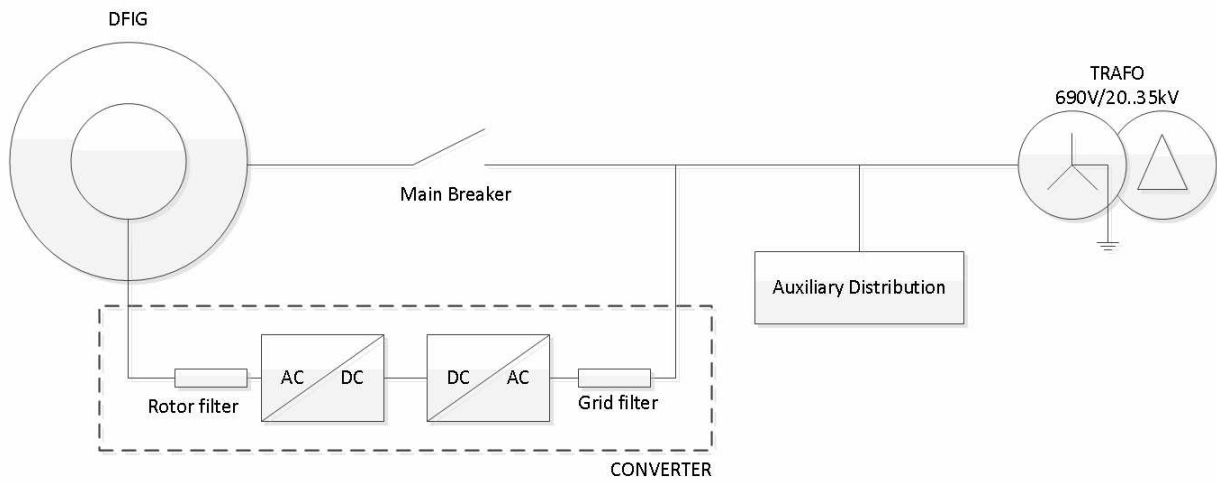 DFIG
TRAFO
690V/20..35kV
Main Breaker
Auxiliary Distribution
AC
DC
DC
AC
Rotor filter
Grid filter
CONVERTER